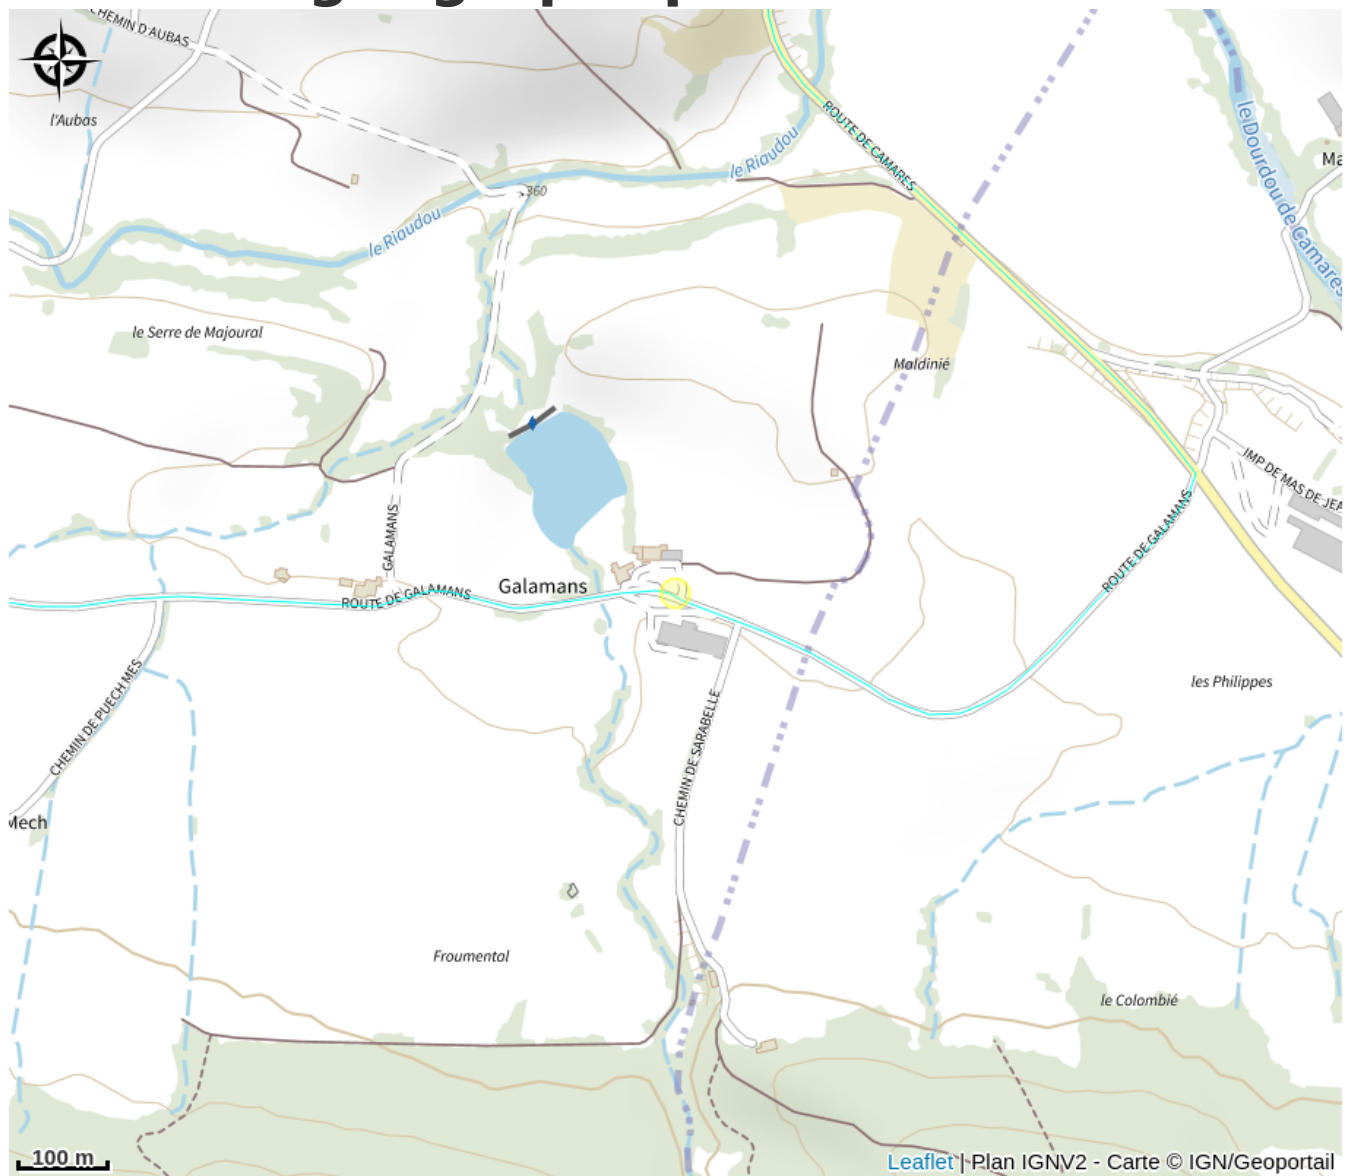 CHEMIN D'AUBAS
l'Aubas
ROUTE DE CAMARES
le Dourdou de Camares
le Riaudou
360
le Riaudou
le Serre de Majoural
Maldinié
IMP DE MAS DE JEA
GALAMANS
ROUTE DE GALAMANS
Galamans
ROUTE DE GALAMANS
CHEMIN DE PUECH MES
les Philippes
CHEMIN DE SARABELLE
Mech
Froumental
le Colombié
100 m
Leaflet | Plan IGNV2 - Carte © IGN/Geoportail